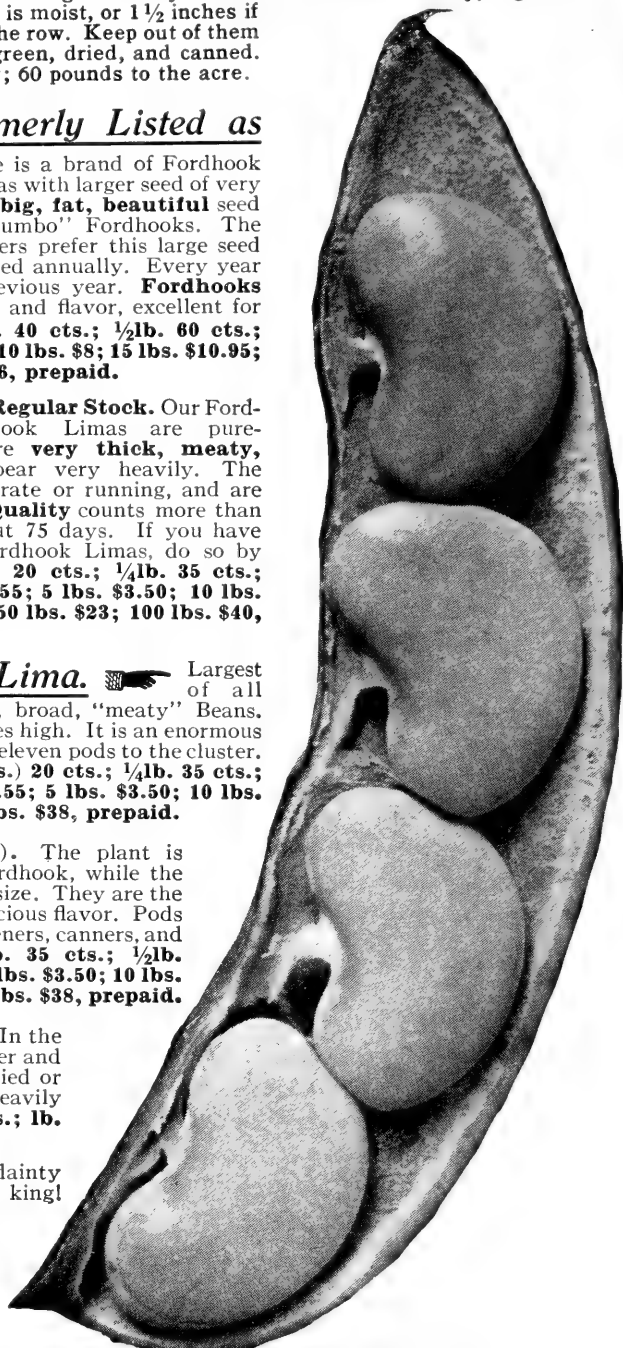 is moist, or 1½ inches if
he row. Keep out of them
green, dried, and canned.
; 60 pounds to the acre.
merly Listed as
e is a brand of Fordhook
as with larger seed of very
big, fat, beautiful seed
umbo" Fordhooks. The
ers prefer this large seed
ed annually. Every year
evious year. Fordhooks
and flavor, excellent for
. 40 cts.; ½lb. 60 cts.;
10 lbs. $8; 15 lbs. $10.95;
, prepaid.
Regular Stock. Our Ford-
ook Limas are pure-
re very thick, meaty,
bear very heavily. The
rate or running, and are
Quality counts more than
ut 75 days. If you have
rdhook Limas, do so by
20 cts.; ¼lb. 35 cts.;
55; 5 lbs. $3.50; 10 lbs.
50 lbs. $23; 100 lbs. $40,
Lima. Largest
of all
, broad, "meaty" Beans.
es high. It is an enormous
eleven pods to the cluster.
s.) 20 cts.; ¼lb. 35 cts.;
.55; 5 lbs. $3.50; 10 lbs.
bs. $38, prepaid.
). The plant is
rdhook, while the
size. They are the
cious flavor. Pods
ners, canners, and
. 35 cts.; ½lb.
lbs. $3.50; 10 lbs.
bs. $38, prepaid.
In the
er and
ied or
eavily
s.; lb.
dainty
king!